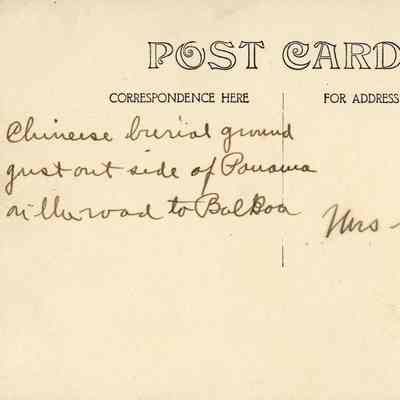 POST CARD
CORRESPONDENCE HERE
FOR ADDRESS
Chinese burial ground
just out side of Panama
on the road to Balboa
Mrs